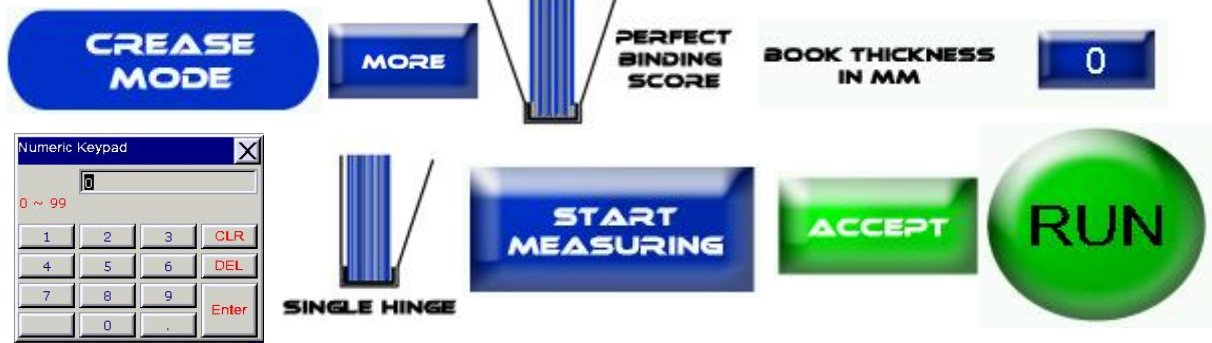 CREASE
MODE
MORE
PERFECT
BINDING
SCORE
BOOK THICKNESS
IN MM
0
Numeric Keypad
X
0
0 ~ 99
1 2 3 CLR
4 5 6 DEL
7 8 9 Enter
0 .
SINGLE HINGE
START
MEASURING
ACCEPT
RUN